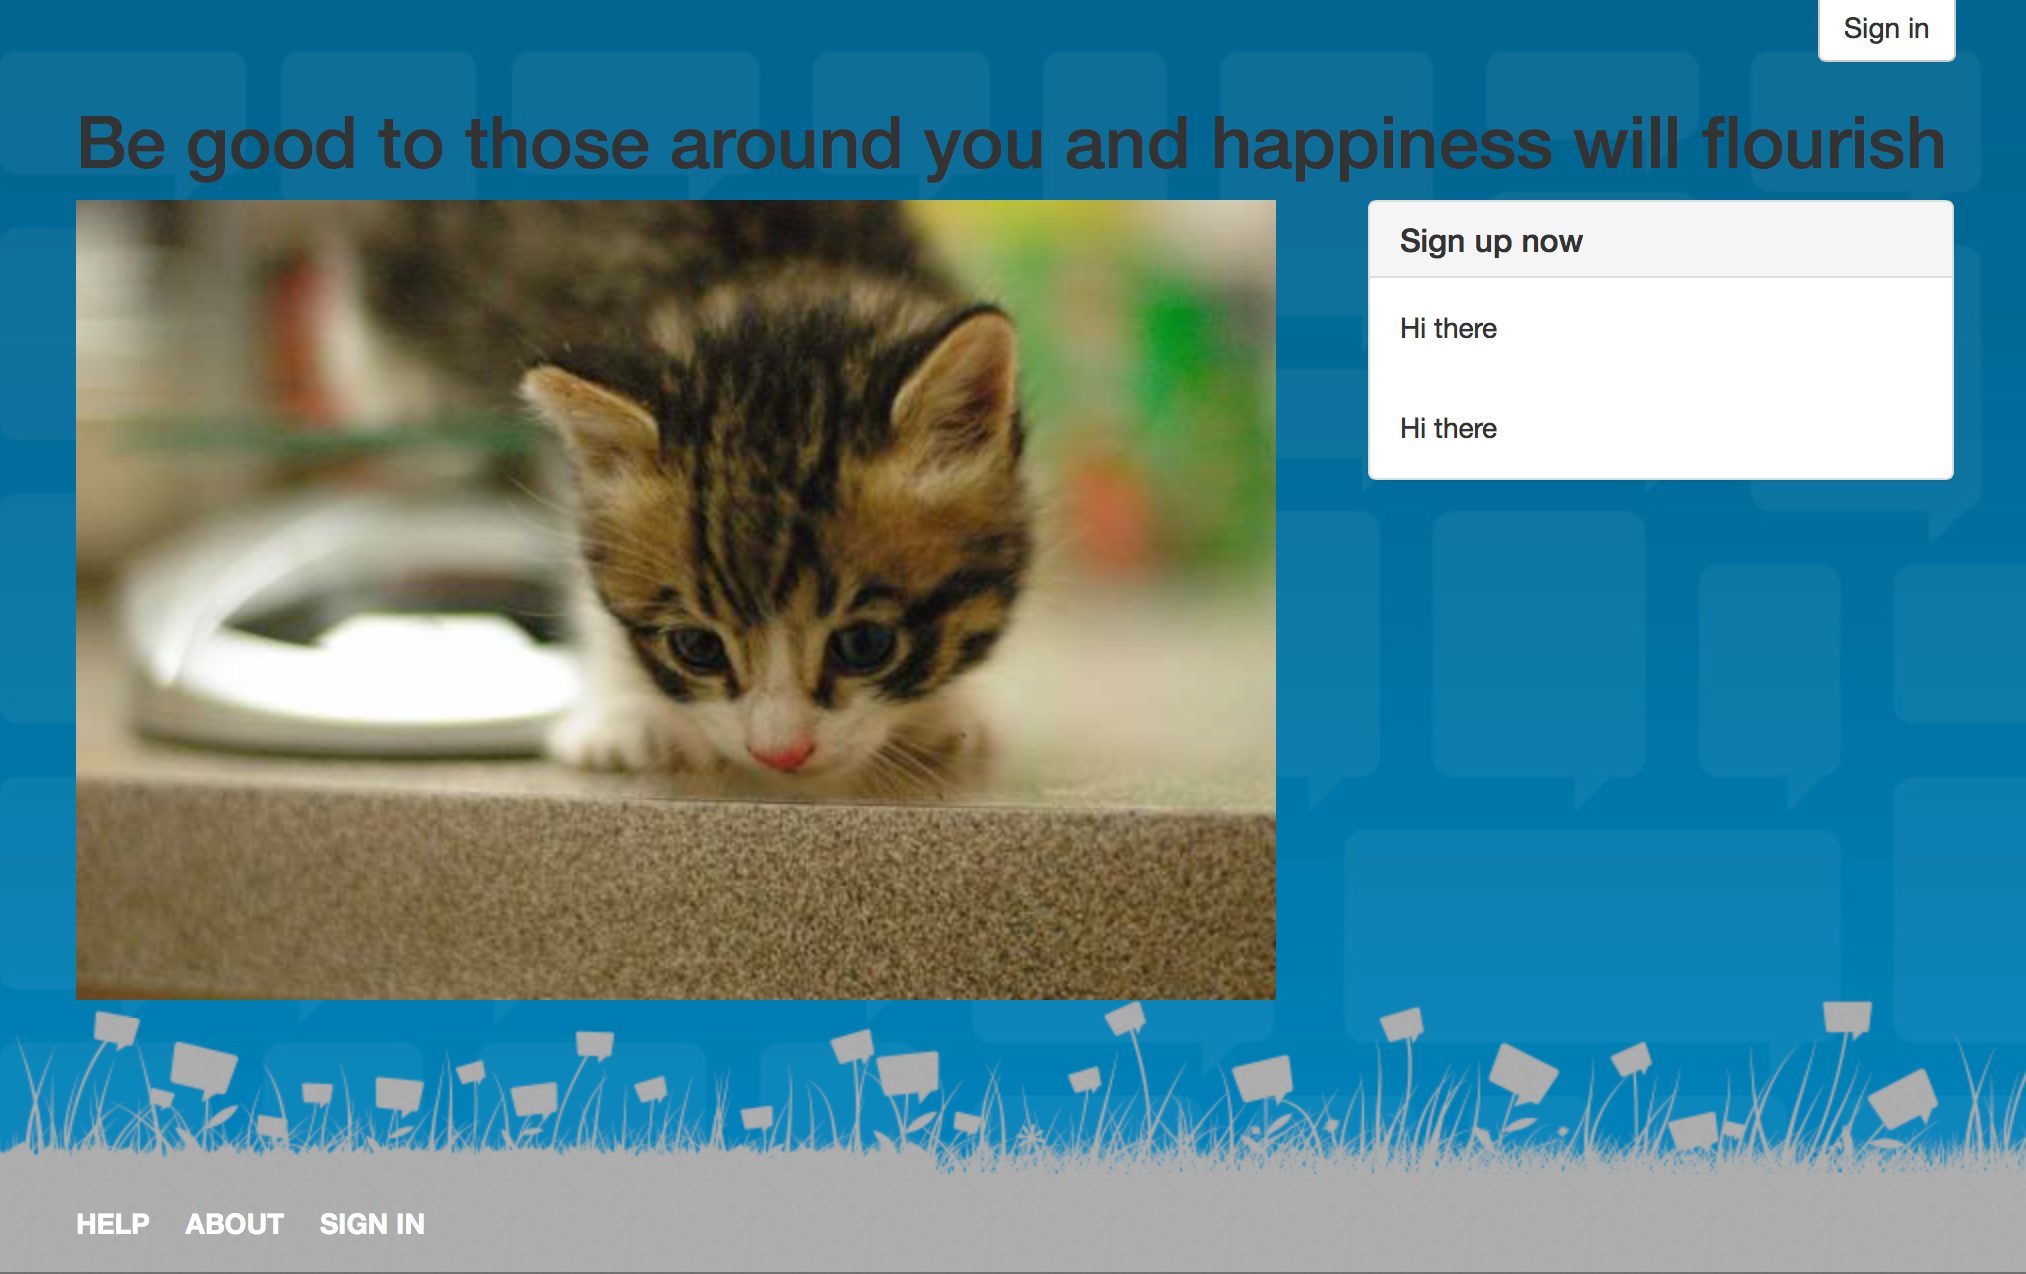 Sign in
Be good to those around you and happiness will flourish
Sign up now
Hi there
Hi there
HELP ABOUT SIGN IN